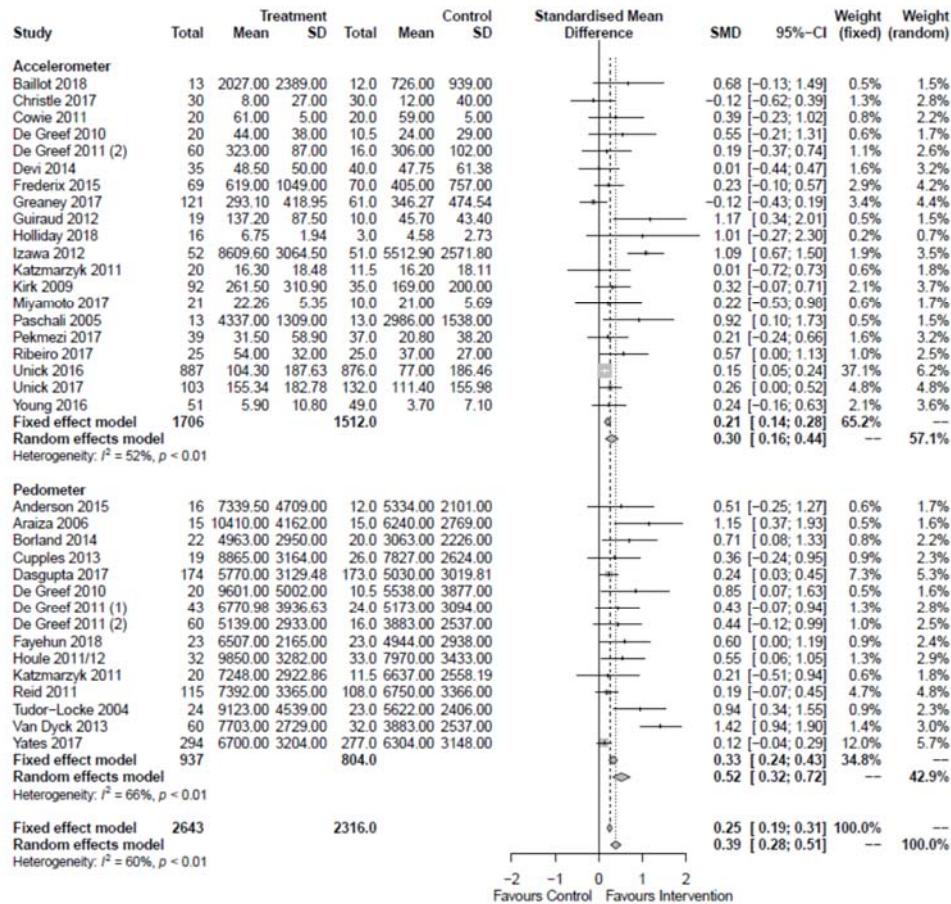 Treatment Control Standardised Mean Weight Weight
Study Total Mean SD Total Mean SD Difference SMD 95%−CI (fixed) (random)
Accelerometer
Baillot 2018 13 2027.00 2389.00 12.0 726.00 939.00 0.68 [−0.13; 1.49] 0.5% 1.5%
Christle 2017 30 8.00 27.00 30.0 12.00 40.00 −0.12 [−0.62; 0.39] 1.3% 2.8%
Cowie 2011 20 61.00 5.00 20.0 59.00 5.00 0.39 [−0.23; 1.02] 0.8% 2.2%
De Greef 2010 20 44.00 38.00 10.5 24.00 29.00 0.55 [−0.21; 1.31] 0.6% 1.7%
De Greef 2011 (2) 60 323.00 87.00 16.0 306.00 102.00 0.19 [−0.37; 0.74] 1.1% 2.6%
Devi 2014 35 48.50 50.00 40.0 47.75 61.38 0.01 [−0.44; 0.47] 1.6% 3.2%
Frederix 2015 69 619.00 1049.00 70.0 405.00 757.00 0.23 [−0.10; 0.57] 2.9% 4.2%
Greaney 2017 121 293.10 418.95 61.0 346.27 474.54 −0.12 [−0.43; 0.19] 3.4% 4.4%
Guiraud 2012 19 137.20 87.50 10.0 45.70 43.40 1.17 [0.34; 2.01] 0.5% 1.5%
Holliday 2018 16 6.75 1.94 3.0 4.58 2.73 1.01 [−0.27; 2.30] 0.2% 0.7%
Izawa 2012 52 8609.60 3064.50 51.0 5512.90 2571.80 1.09 [0.67; 1.50] 1.9% 3.5%
Katzmarzyk 2011 20 16.30 18.48 11.5 16.20 18.11 0.01 [−0.72; 0.73] 0.6% 1.8%
Kirk 2009 92 261.50 310.90 35.0 169.00 200.00 0.32 [−0.07; 0.71] 2.1% 3.7%
Miyamoto 2017 21 22.26 5.35 10.0 21.00 5.69 0.22 [−0.53; 0.98] 0.6% 1.7%
Paschali 2005 13 4337.00 1309.00 13.0 2986.00 1538.00 0.92 [0.10; 1.73] 0.5% 1.5%
Pekmezi 2017 39 31.50 58.90 37.0 20.80 38.20 0.21 [−0.24; 0.66] 1.6% 3.2%
Ribeiro 2017 25 54.00 32.00 25.0 37.00 27.00 0.57 [0.00; 1.13] 1.0% 2.5%
Unick 2016 887 104.30 187.63 876.0 77.00 186.46 0.15 [0.05; 0.24] 37.1% 6.2%
Unick 2017 103 155.34 182.78 132.0 111.40 155.98 0.26 [0.00; 0.52] 4.8% 4.8%
Young 2016 51 5.90 10.80 49.0 3.70 7.10 0.24 [−0.16; 0.63] 2.1% 3.6%
Fixed effect model 1706 1512.0 0.21 [0.14; 0.28] 65.2% −−
Random effects model 0.30 [0.16; 0.44] −− 57.1%
Heterogeneity: I² = 52%, p < 0.01
Pedometer
Anderson 2015 16 7339.50 4709.00 12.0 5334.00 2101.00 0.51 [−0.25; 1.27] 0.6% 1.7%
Araiza 2006 15 10410.00 4162.00 15.0 6240.00 2769.00 1.15 [0.37; 1.93] 0.5% 1.6%
Borland 2014 22 4963.00 2950.00 20.0 3063.00 2226.00 0.71 [0.08; 1.33] 0.8% 2.2%
Cupples 2013 19 8865.00 3164.00 26.0 7827.00 2624.00 0.36 [−0.24; 0.95] 0.9% 2.4%
Dasgupta 2017 174 5770.00 3129.48 173.0 5030.00 3019.81 0.24 [0.03; 0.45] 7.3% 5.3%
De Greef 2010 20 9601.00 5002.00 10.5 5538.00 3877.00 0.85 [0.07; 1.63] 0.5% 1.6%
De Greef 2011 (1) 43 6770.98 3936.63 24.0 5173.00 3094.00 0.43 [−0.07; 0.94] 1.3% 2.8%
De Greef 2011 (2) 60 5139.00 2933.00 16.0 3883.00 2537.00 0.44 [−0.12; 0.99] 1.0% 2.6%
Fayehun 2018 23 6507.00 2165.00 23.0 4944.00 2938.00 0.60 [0.00; 1.19] 0.9% 2.4%
Houle 2011/12 32 9850.00 3282.00 33.0 7970.00 3433.00 0.55 [0.06; 1.05] 1.3% 2.9%
Katzmarzyk 2011 20 7248.00 2922.86 11.5 6637.00 2558.19 0.21 [−0.51; 0.94] 0.6% 1.8%
Reid 2011 115 7392.00 3365.00 108.0 6750.00 3366.00 0.19 [−0.07; 0.45] 4.7% 4.8%
Tudor−Locke 2004 24 9123.00 4539.00 23.0 5622.00 2406.00 0.94 [0.34; 1.55] 0.9% 2.3%
Van Dyck 2013 60 7703.00 2729.00 32.0 3883.00 2537.00 1.42 [0.94; 1.90] 1.4% 3.0%
Yates 2017 294 6700.00 3204.00 277.0 6304.00 3148.00 0.12 [−0.04; 0.29] 12.0% 5.7%
Fixed effect model 937 804.0 0.33 [0.24; 0.43] 34.8% −−
Random effects model 0.52 [0.32; 0.72] −− 42.9%
Heterogeneity: I² = 66%, p < 0.01
Fixed effect model 2643 2316.0 0.25 [0.19; 0.31] 100.0% −−
Random effects model 0.39 [0.28; 0.51] −− 100.0%
Heterogeneity: I² = 60%, p < 0.01
−2 −1 0 1 2
Favours Control Favours Intervention